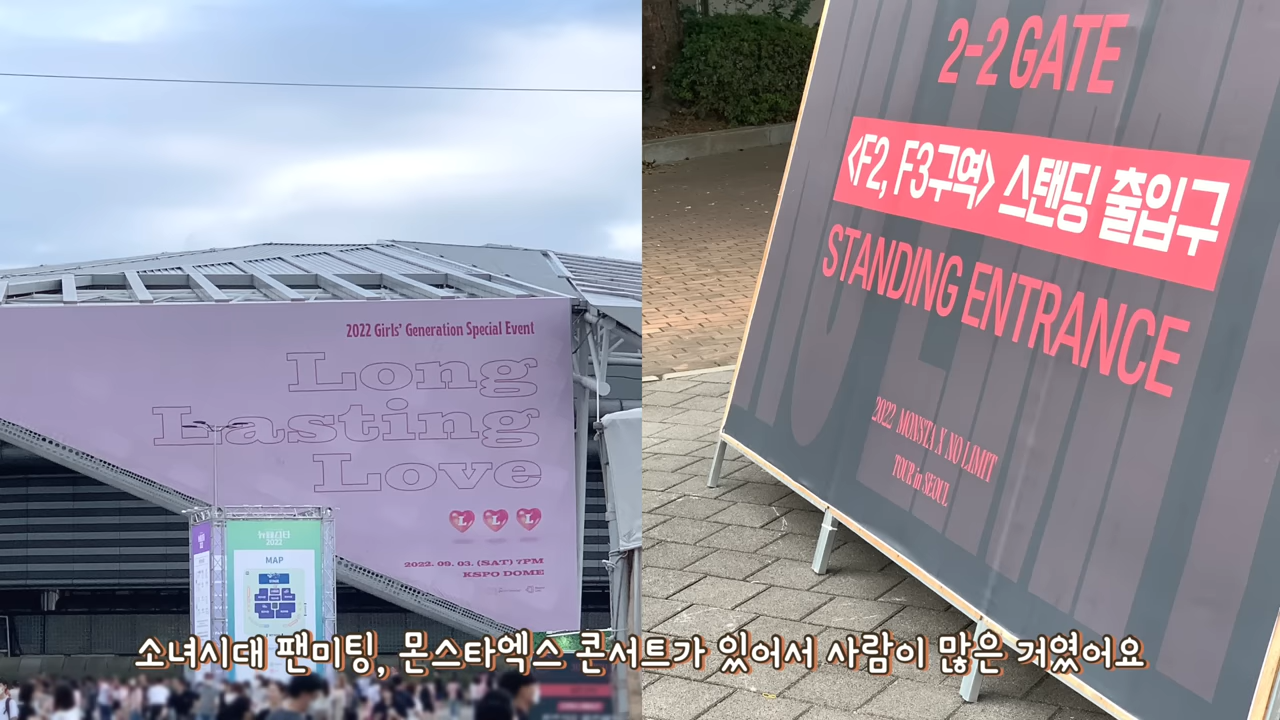 2022 Girls' Generation Special Event
Long
Lasting
Love
L L L
2022. 09. 03. (SAT) 7PM
KSPO DOME
2022
MAP
2-2 GATE
<F2, F3구역> 스탠딩 출입구
STANDING ENTRANCE
NO LIMIT
2022 MONSTA X NO LIMIT
TOUR in SEOUL
소녀시대 팬미팅, 몬스타엑스 콘서트가 있어서 사람이 많은 거였어요